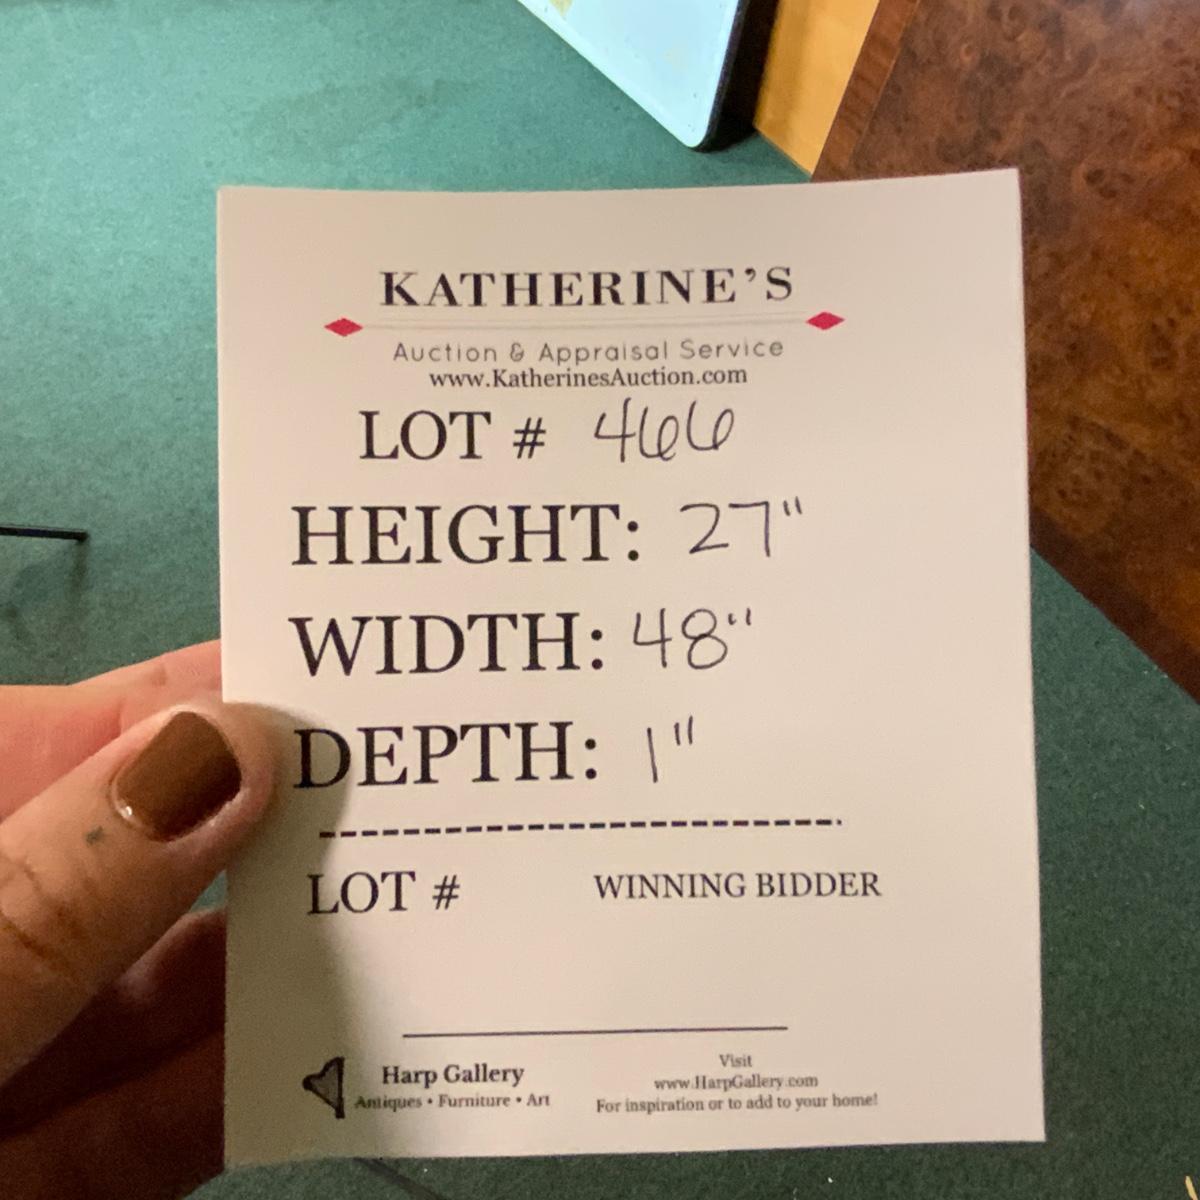 KATHERINE'S
Auction & Appraisal Service
www.KatherinesAuction.com
LOT # 466
HEIGHT: 27"
WIDTH: 48"
DEPTH: 1"
LOT # WINNING BIDDER
Harp Gallery
Antiques • Furniture • Art
Visit
www.HarpGallery.com
For inspiration or to add to your home!